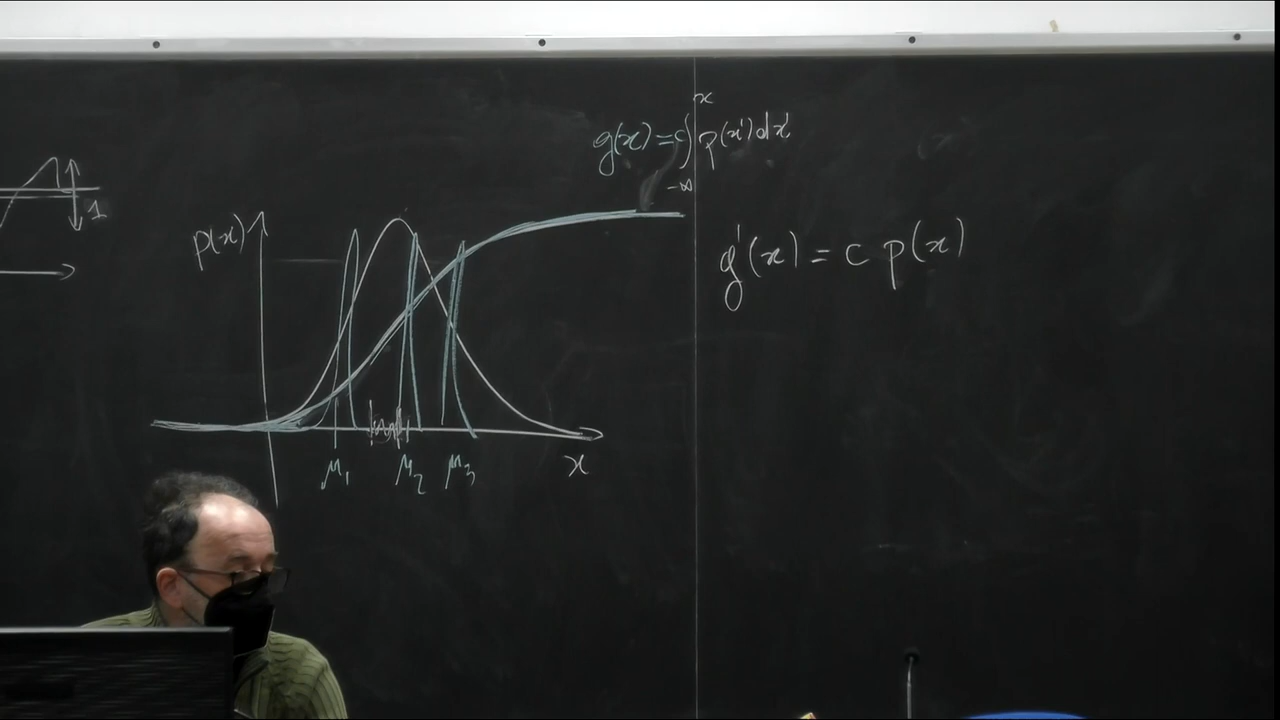 1
x
g(x) = c ∫ p(x') dx'
-∞
p(x)
g'(x) = c p(x)
μ₁ μ₂ μ₃
x